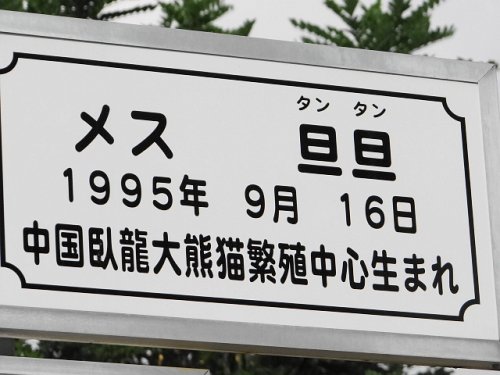 タン タン
メス 旦旦
1995年 9月 16日
中国臥龍大熊猫繁殖中心生まれ